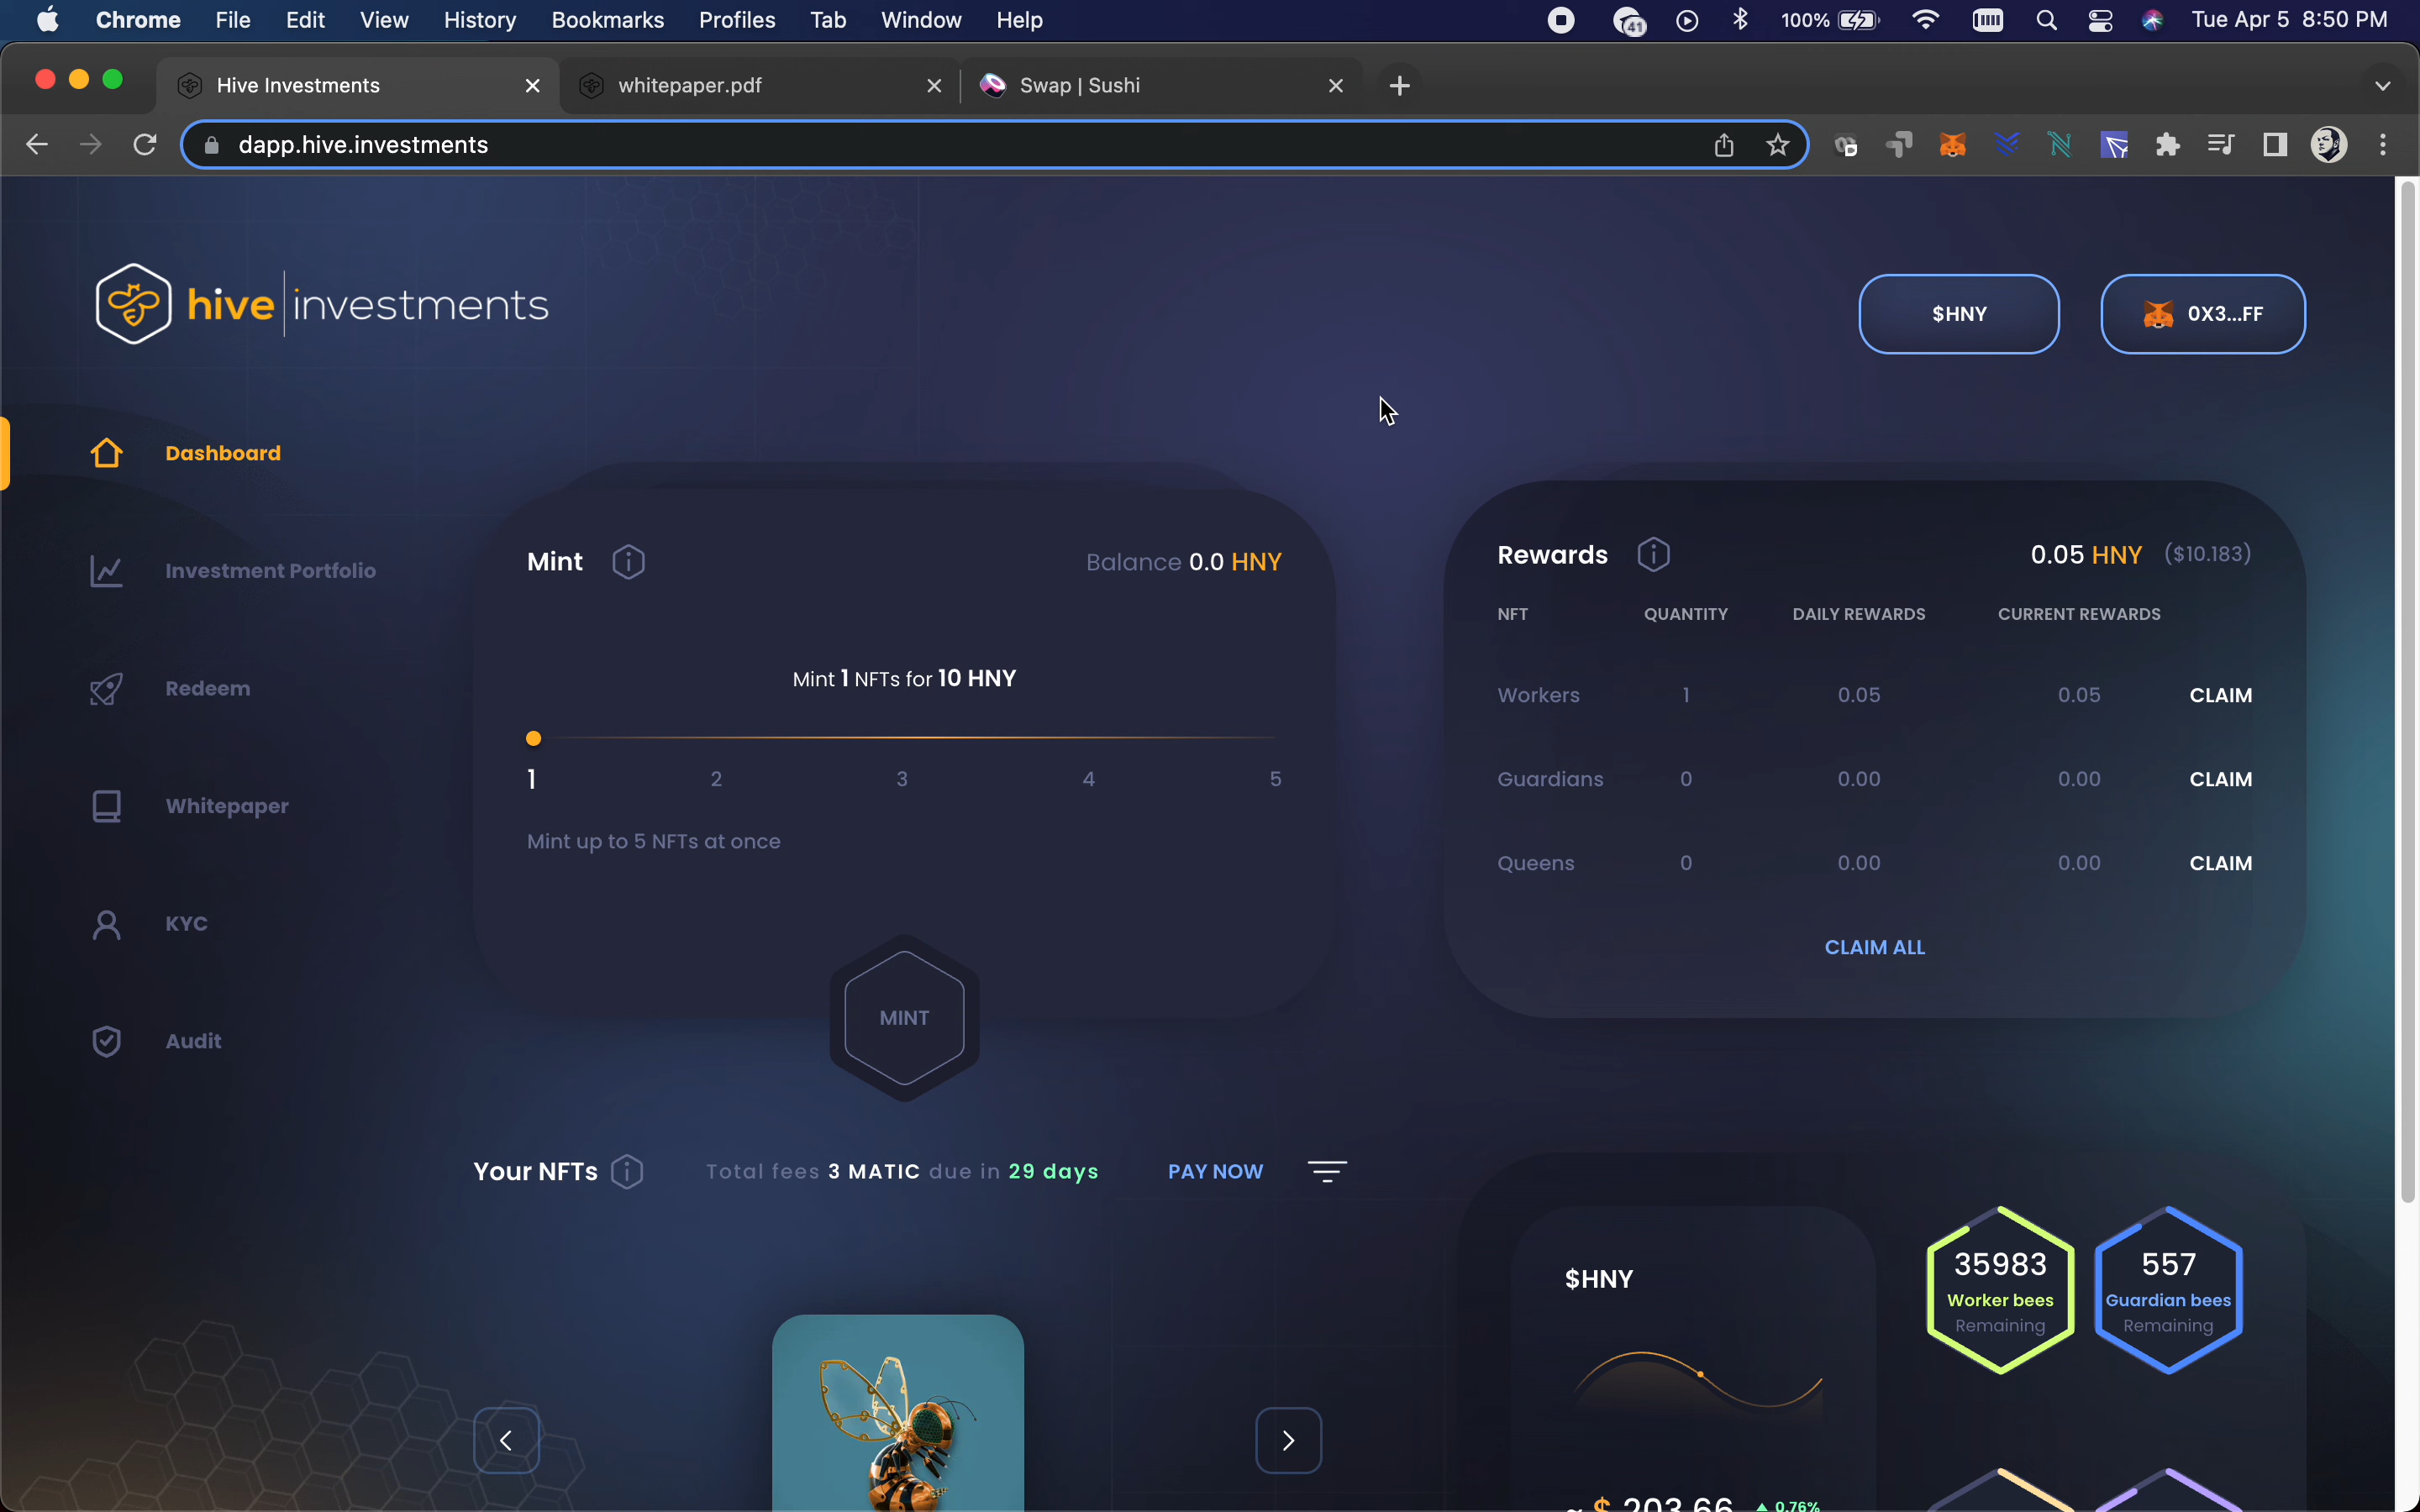 Chrome File Edit View History Bookmarks Profiles Tab Window Help 41 100% Tue Apr 5 8:50 PM
Hive Investments whitepaper.pdf Swap | Sushi
dapp.hive.investments
hive investments
$HNY 0X3...FF
Dashboard
Investment Portfolio
Redeem
Whitepaper
KYC
Audit
Mint Balance 0.0 HNY
Mint 1 NFTs for 10 HNY
1 2 3 4 5
Mint up to 5 NFTs at once
MINT
Rewards 0.05 HNY ($10.183)
NFT QUANTITY DAILY REWARDS CURRENT REWARDS
Workers 1 0.05 0.05 CLAIM
Guardians 0 0.00 0.00 CLAIM
Queens 0 0.00 0.00 CLAIM
CLAIM ALL
Your NFTs Total fees 3 MATIC due in 29 days PAY NOW
$HNY
35983
Worker bees
Remaining
557
Guardian bees
Remaining
~ $ 203.66 ▲ 0.76%